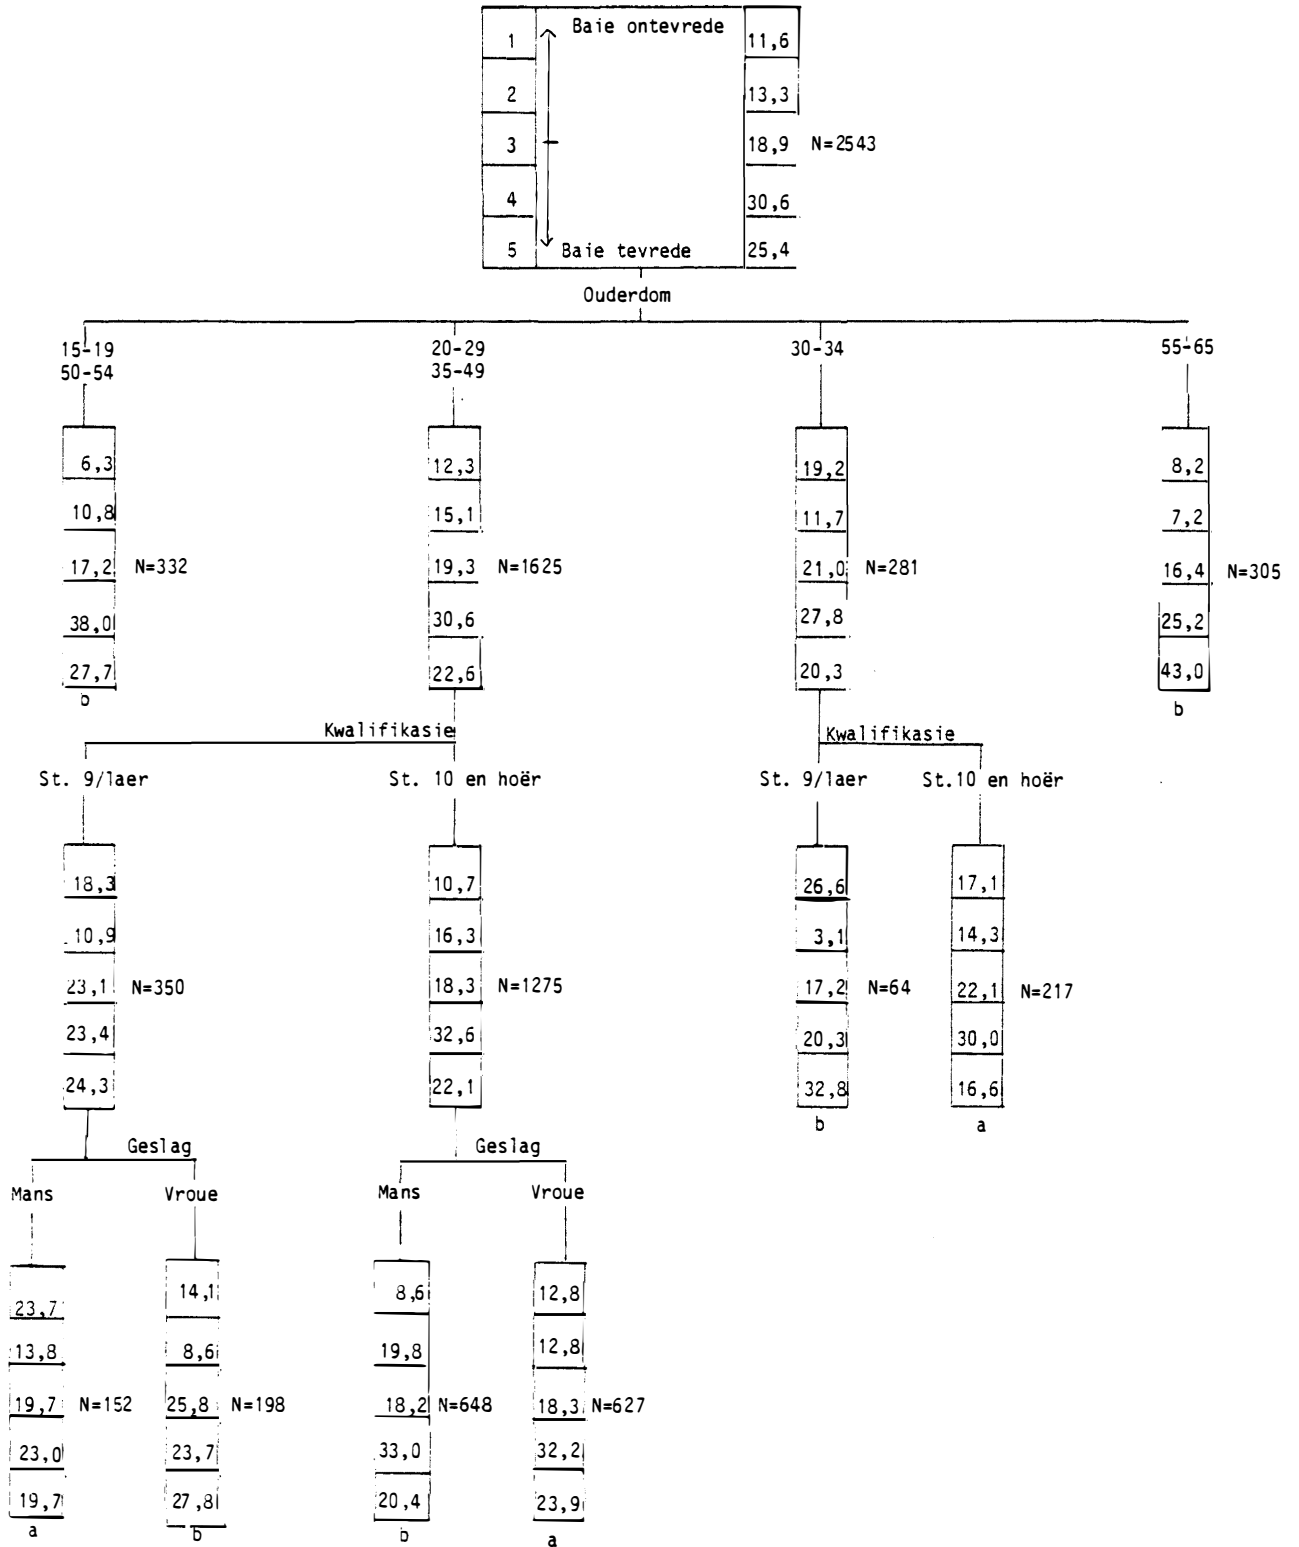 1 Baie ontevrede 11,6
2 13,3
3 18,9 N=2543
4 30,6
5 Baie tevrede 25,4
Ouderdom
15-19 20-29 30-34 55-65
50-54 35-49
6,3 12,3 19,2 8,2
10,8 15,1 11,7 7,2
17,2 N=332 19,3 N=1625 21,0 N=281 16,4 N=305
38,0 30,6 27,8 25,2
27,7 22,6 20,3 43,0
b b
Kwalifikasie Kwalifikasie
St. 9/laer St. 10 en hoër St. 9/laer St.10 en hoër
18,3 10,7 26,6 17,1
10,9 16,3 3,1 14,3
23,1 N=350 18,3 N=1275 17,2 N=64 22,1 N=217
23,4 32,6 20,3 30,0
24,3 22,1 32,8 16,6
b a
Geslag Geslag
Mans Vroue Mans Vroue
23,7 14,1 8,6 12,8
13,8 8,6 19,8 12,8
19,7 N=152 25,8 N=198 18,2 N=648 18,3 N=627
23,0 23,7 33,0 32,2
19,7 27,8 20,4 23,9
a b b a